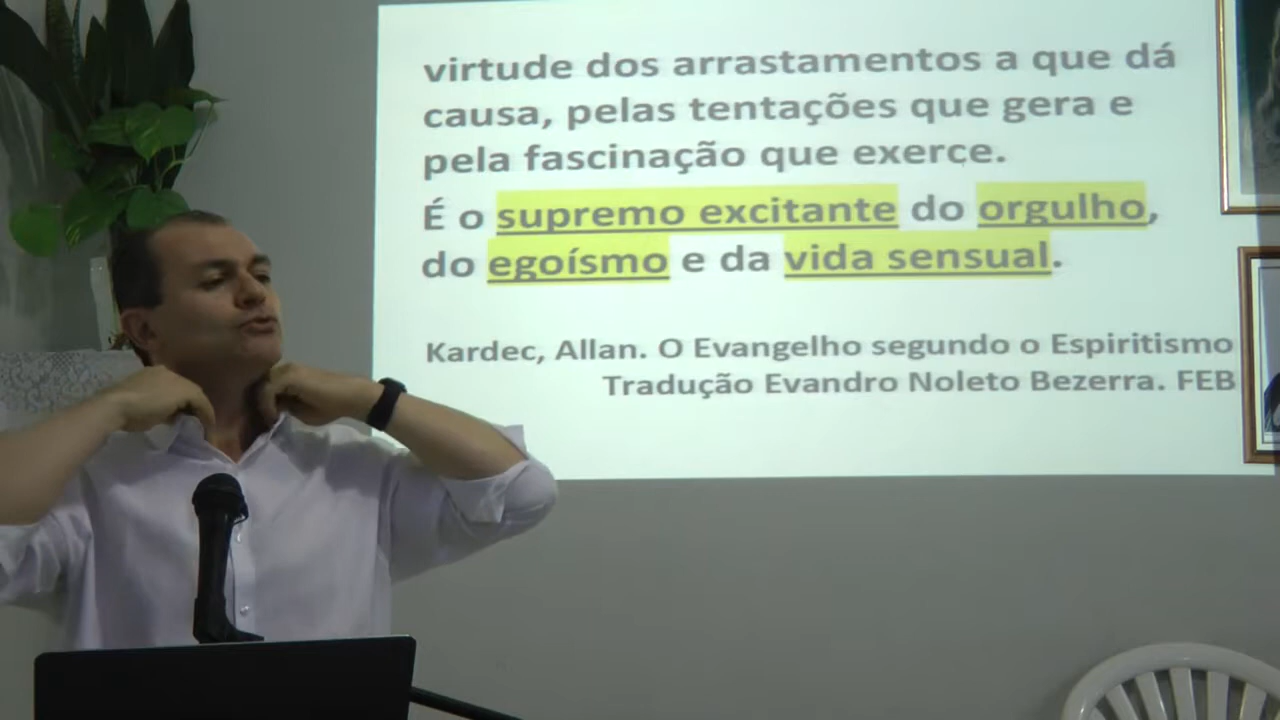 virtude dos arrastamentos a que dá
causa, pelas tentações que gera e
pela fascinação que exerce.
É o supremo excitante do orgulho,
do egoísmo e da vida sensual.
Kardec, Allan. O Evangelho segundo o Espiritismo
Tradução Evandro Noleto Bezerra. FEB